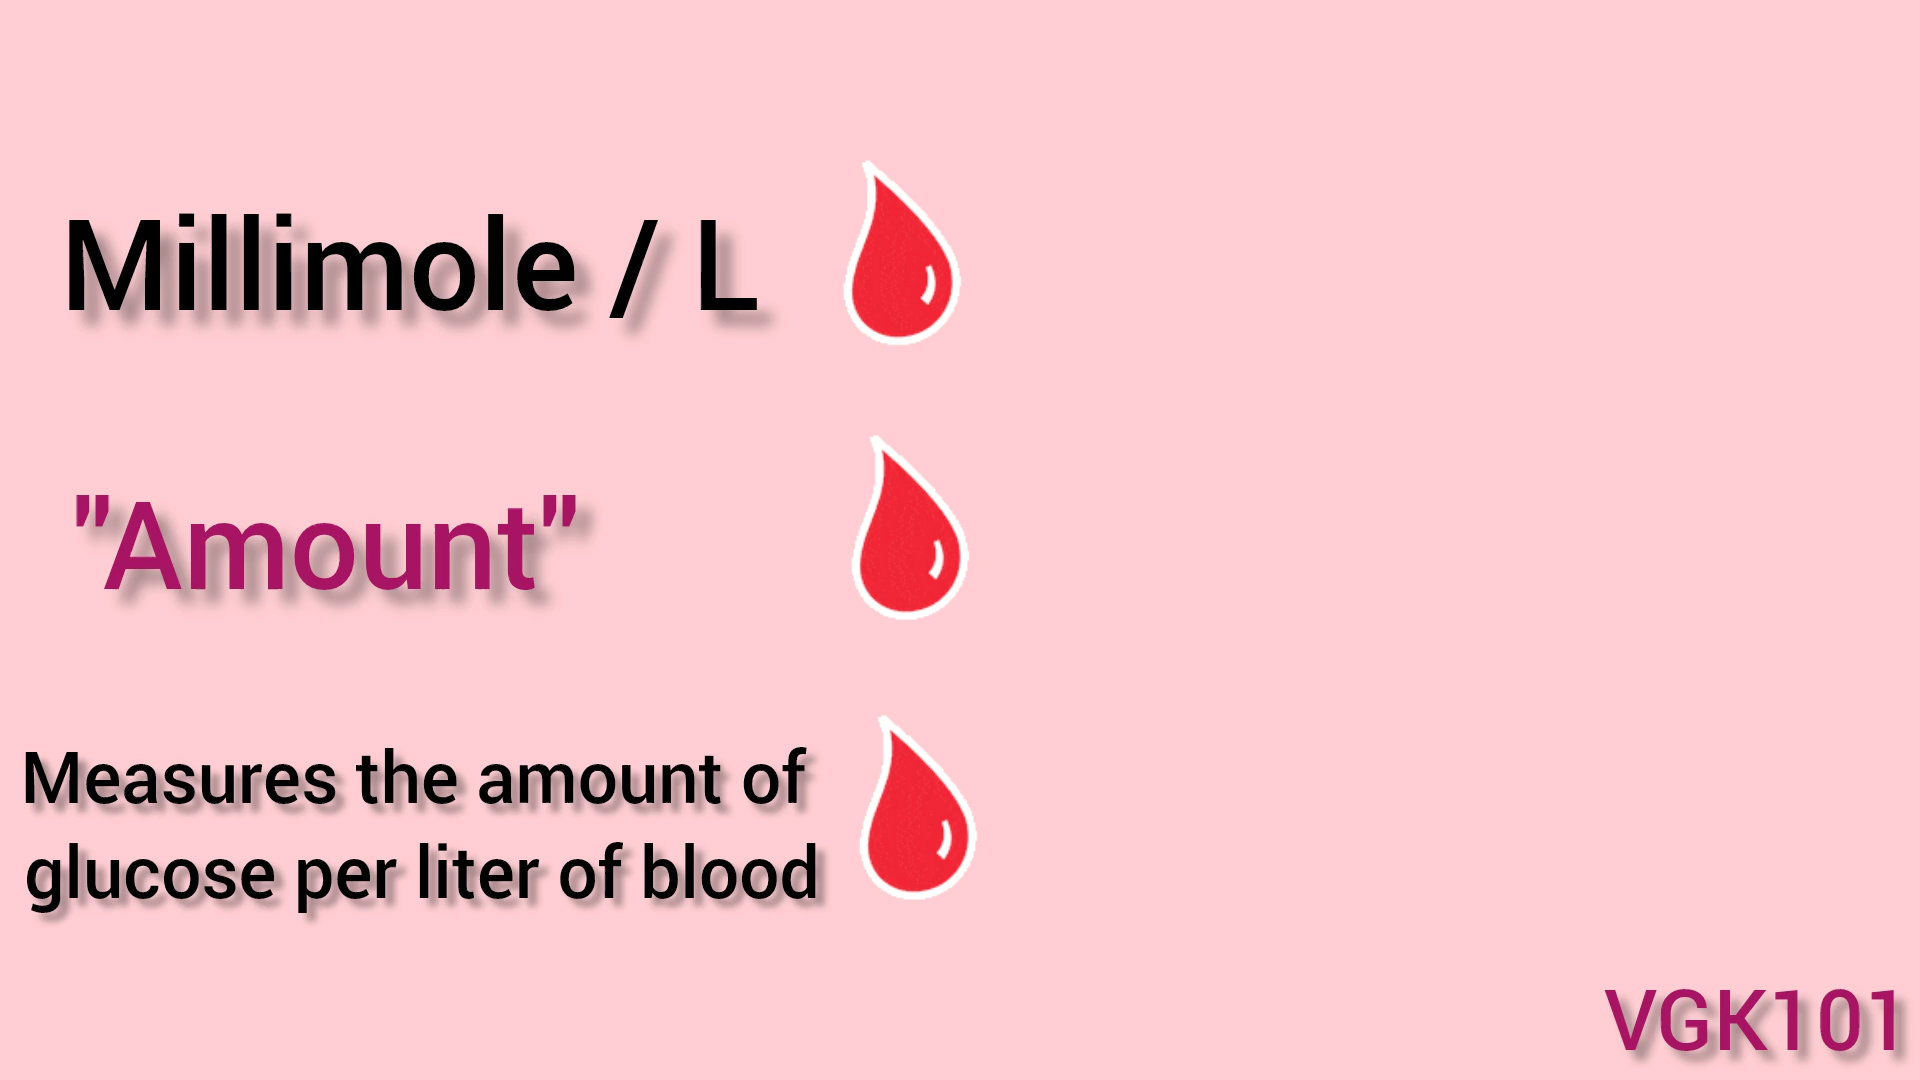 Millimole / L
"Amount"
Measures the amount of
glucose per liter of blood
VGK101